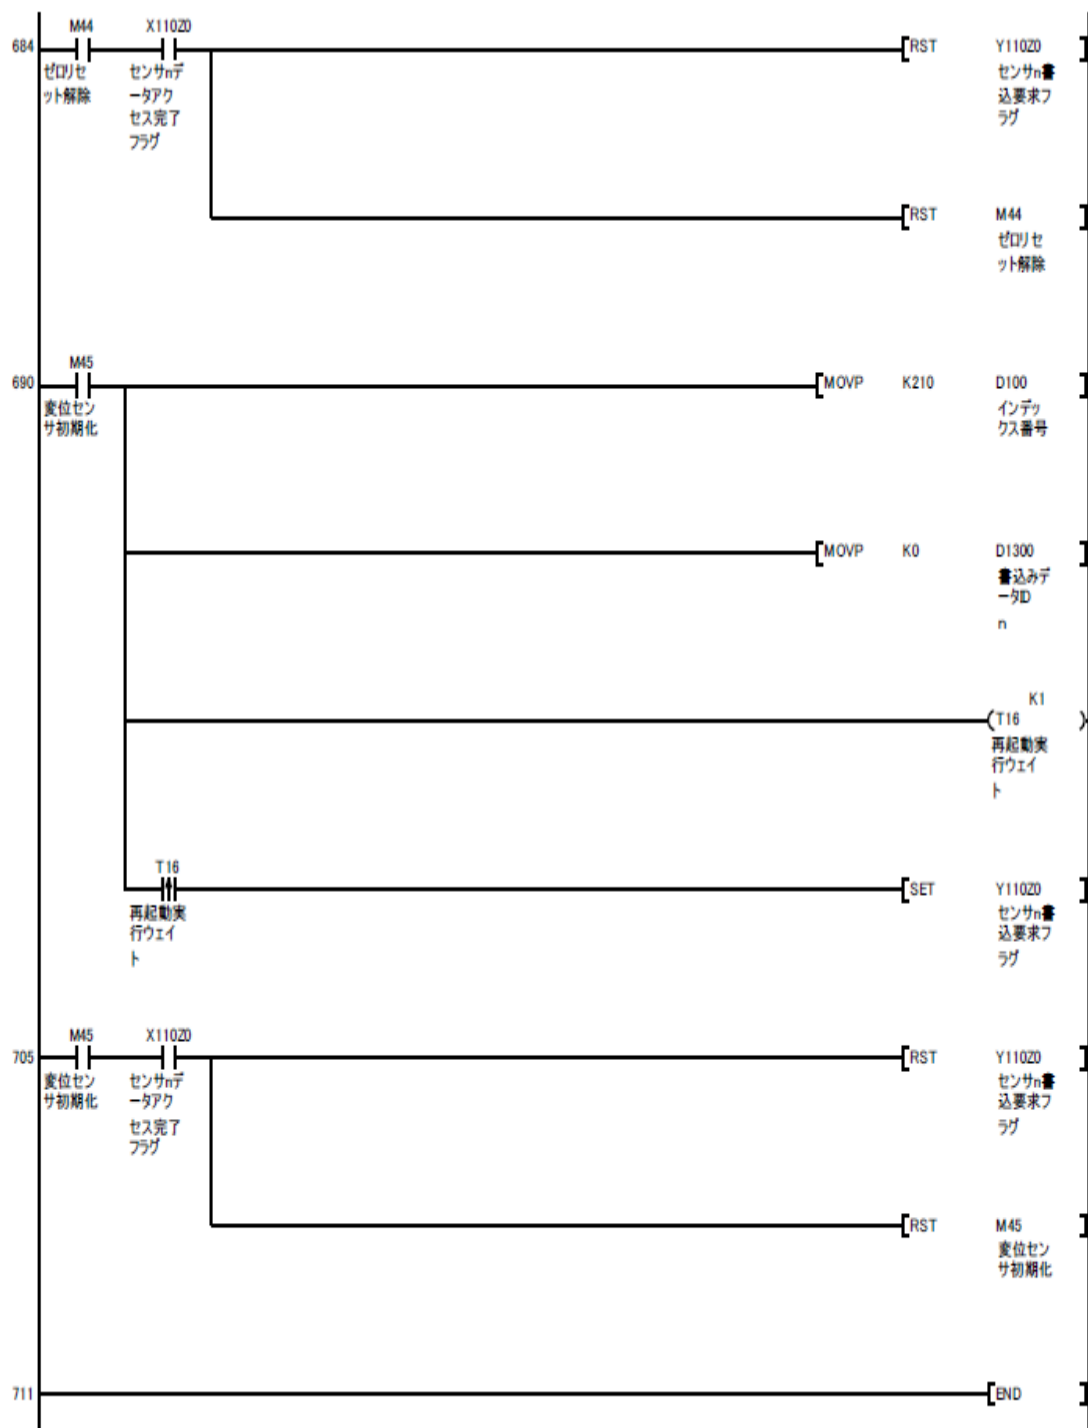 M44 X110Z0
684 RST Y110Z0
ゼロリセ センサnデ センサn書
ット解除 ータアク 込要求フ
セス完了 ラグ
フラグ
RST M44
ゼロリセ
ット解除
M45
690 MOVP K210 D100
変位セン インデッ
サ初期化 クス番号
MOVP K0 D1300
書込みデ
ータID
n
K1
T16
再起動実
行ウェイ
ト
T16
SET Y110Z0
再起動実 センサn書
行ウェイ 込要求フ
ト ラグ
M45 X110Z0
705 RST Y110Z0
変位セン センサnデ センサn書
サ初期化 ータアク 込要求フ
セス完了 ラグ
フラグ
RST M45
変位セン
サ初期化
711 END